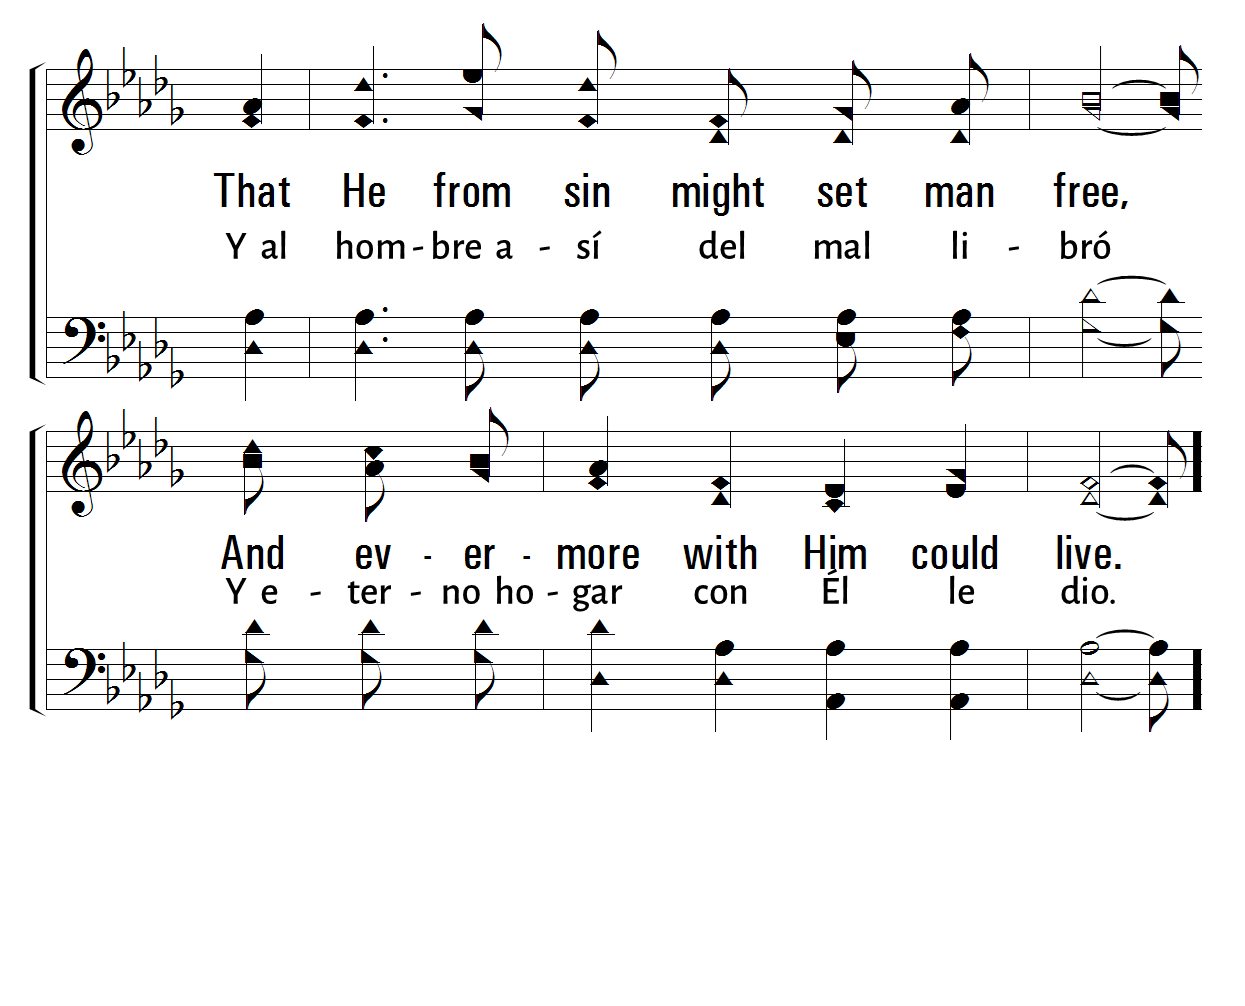 That He from sin might set man free,
Y al hom - bre a - sí del mal li - bró
And ev - er - more with Him could live.
Y e - ter - no ho - gar con Él le dio.